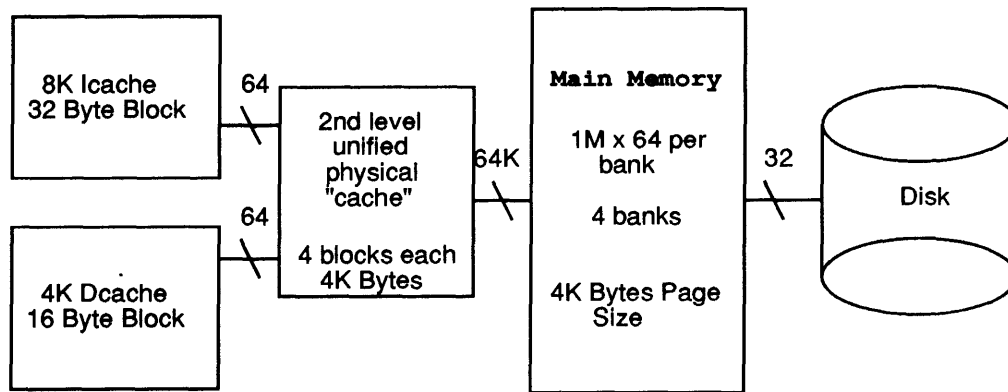 8K Icache
32 Byte Block
64
2nd level
unified
physical
"cache"
4 blocks each
4K Bytes
64
4K Dcache
16 Byte Block
64K
Main Memory
1M x 64 per
bank
4 banks
4K Bytes Page
Size
32
Disk